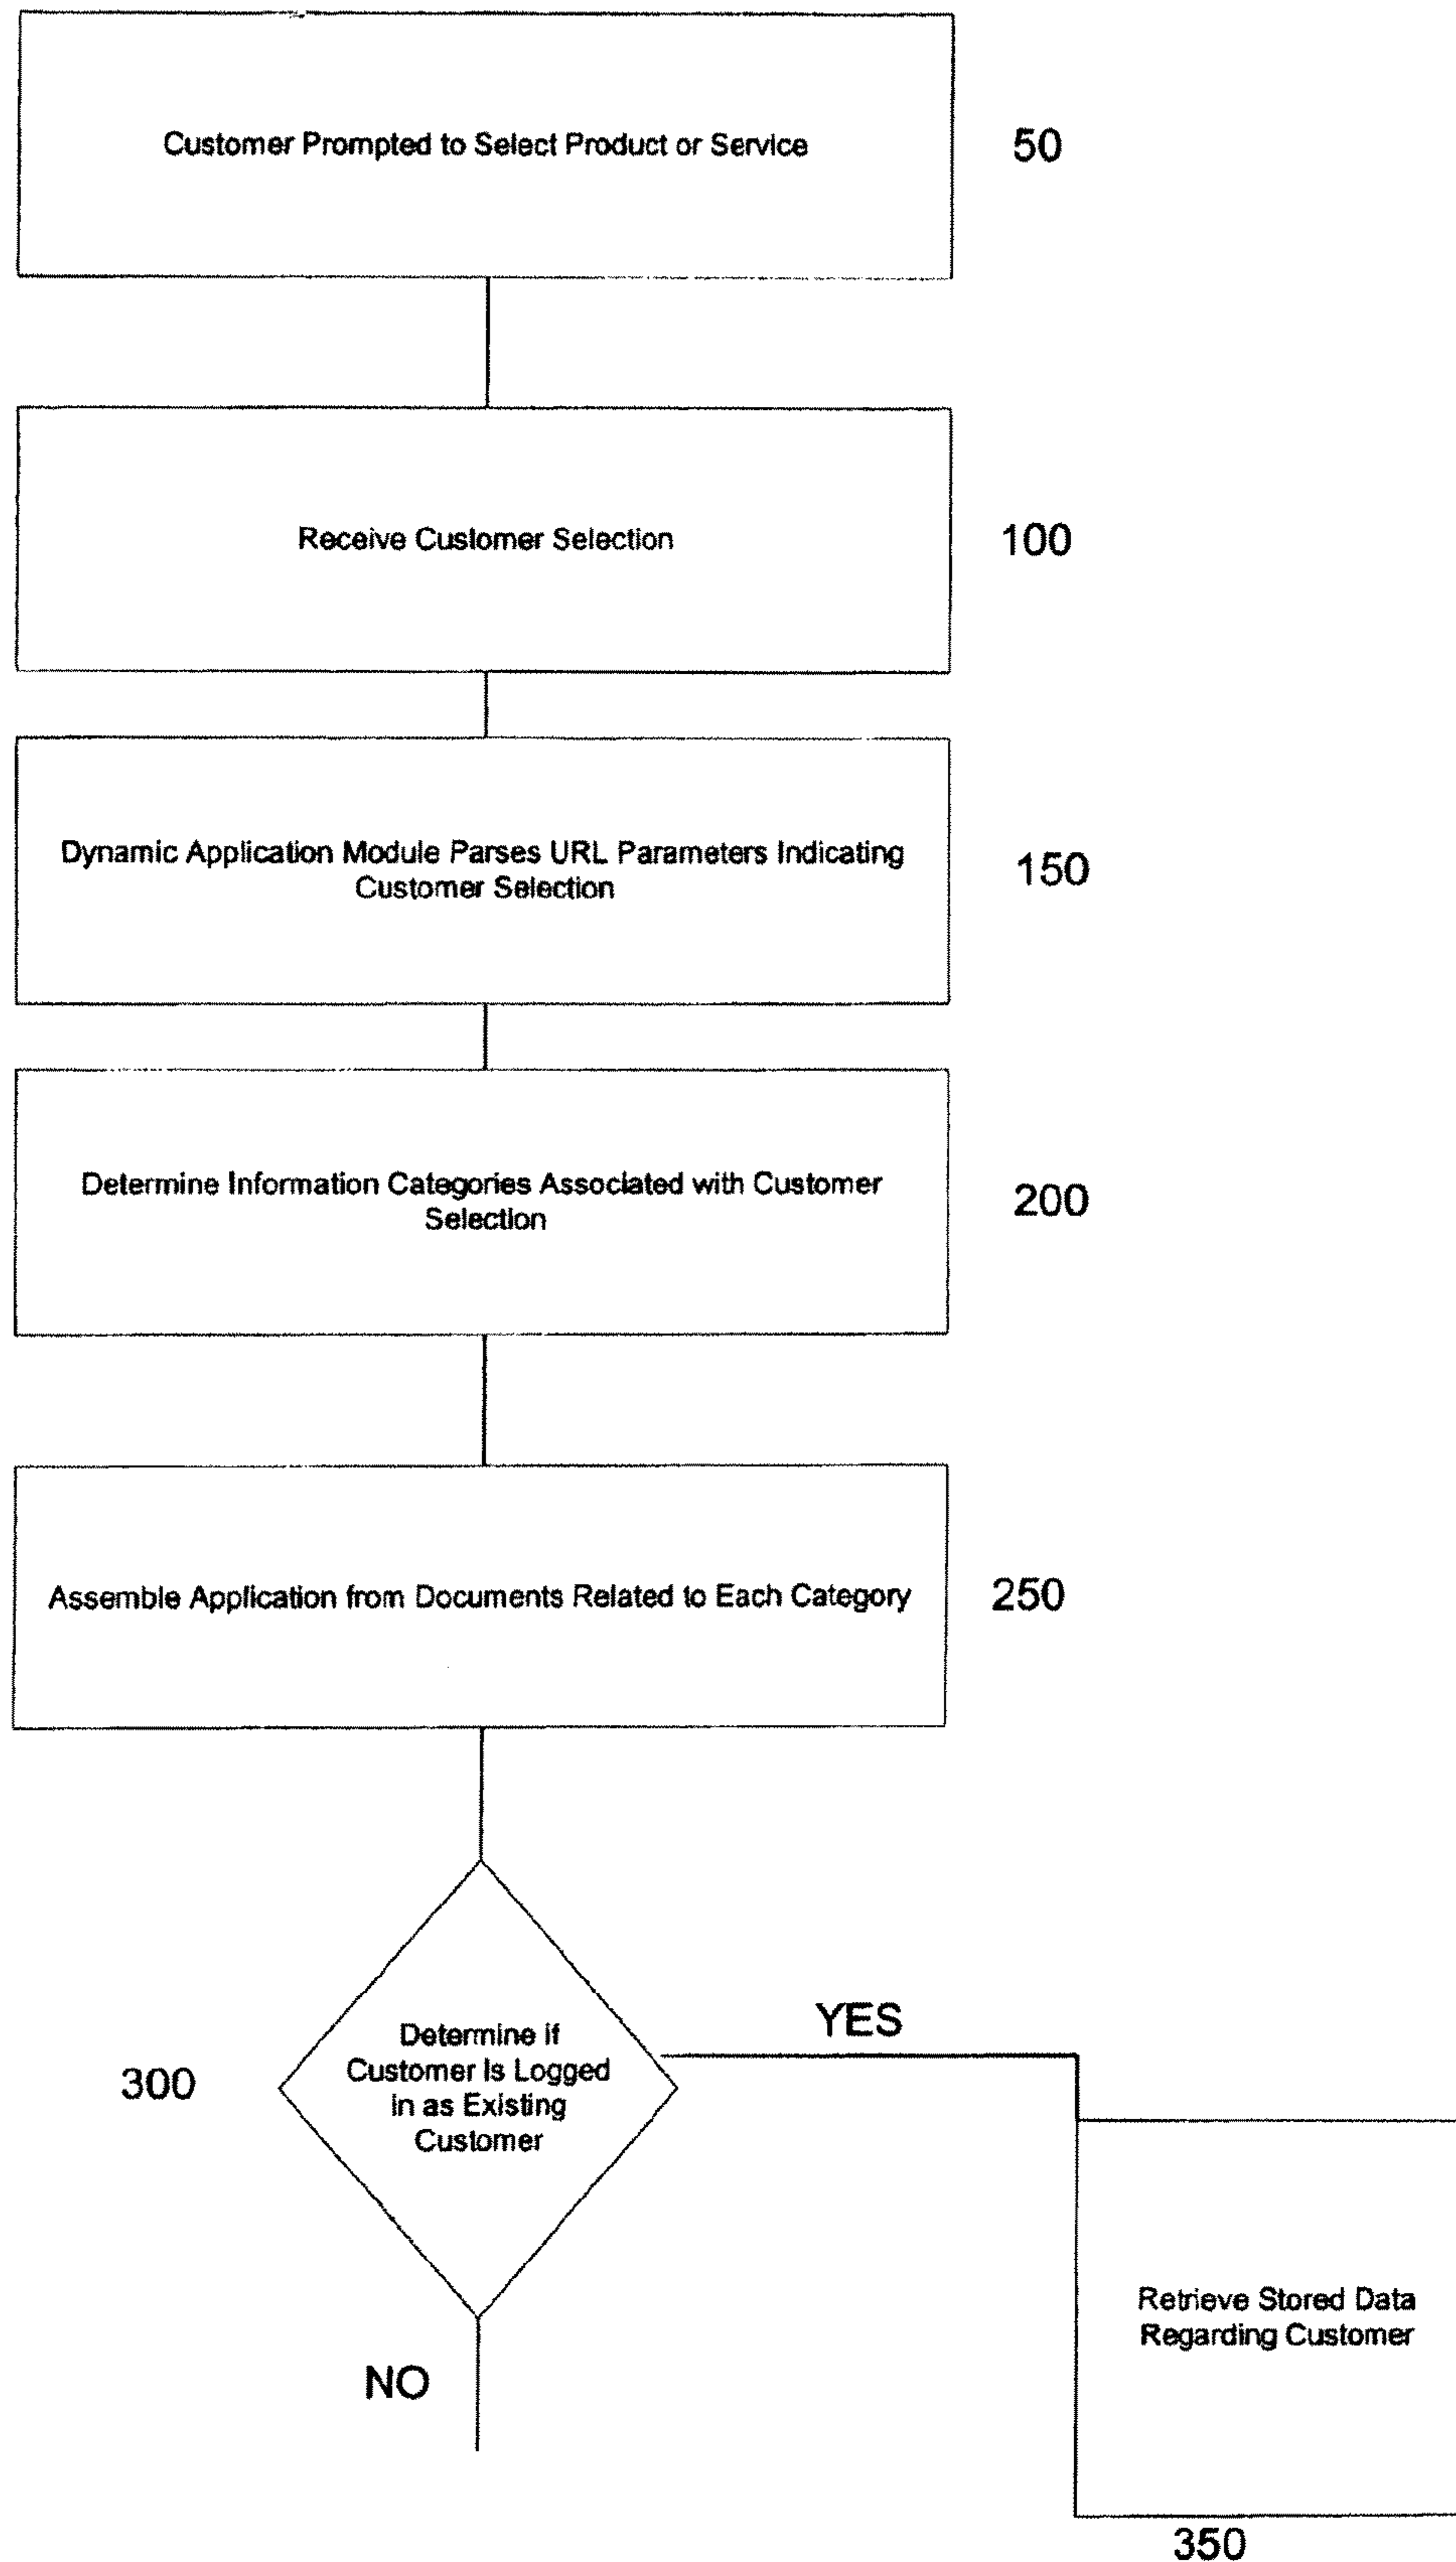 Customer Prompted to Select Product or Service
50
Receive Customer Selection
100
Dynamic Application Module Parses URL Parameters Indicating
Customer Selection
150
Determine Information Categories Associated with Customer
Selection
200
Assemble Application from Documents Related to Each Category
250
YES
Determine if
Customer Is Logged
in as Existing
Customer
300
Retrieve Stored Data
Regarding Customer
NO
350